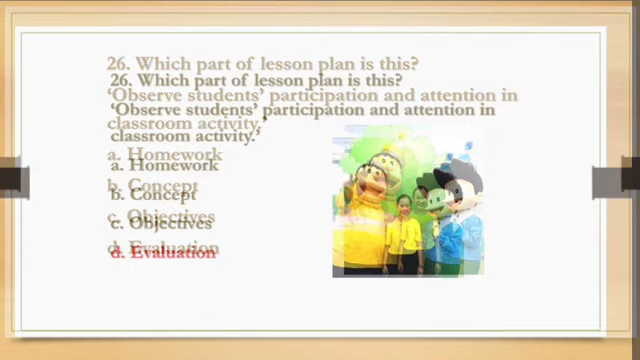 26. Which part of lesson plan is this?
'Observe students' participation and attention in
classroom activity.'
a. Homework
b. Concept
c. Objectives
d. Evaluation